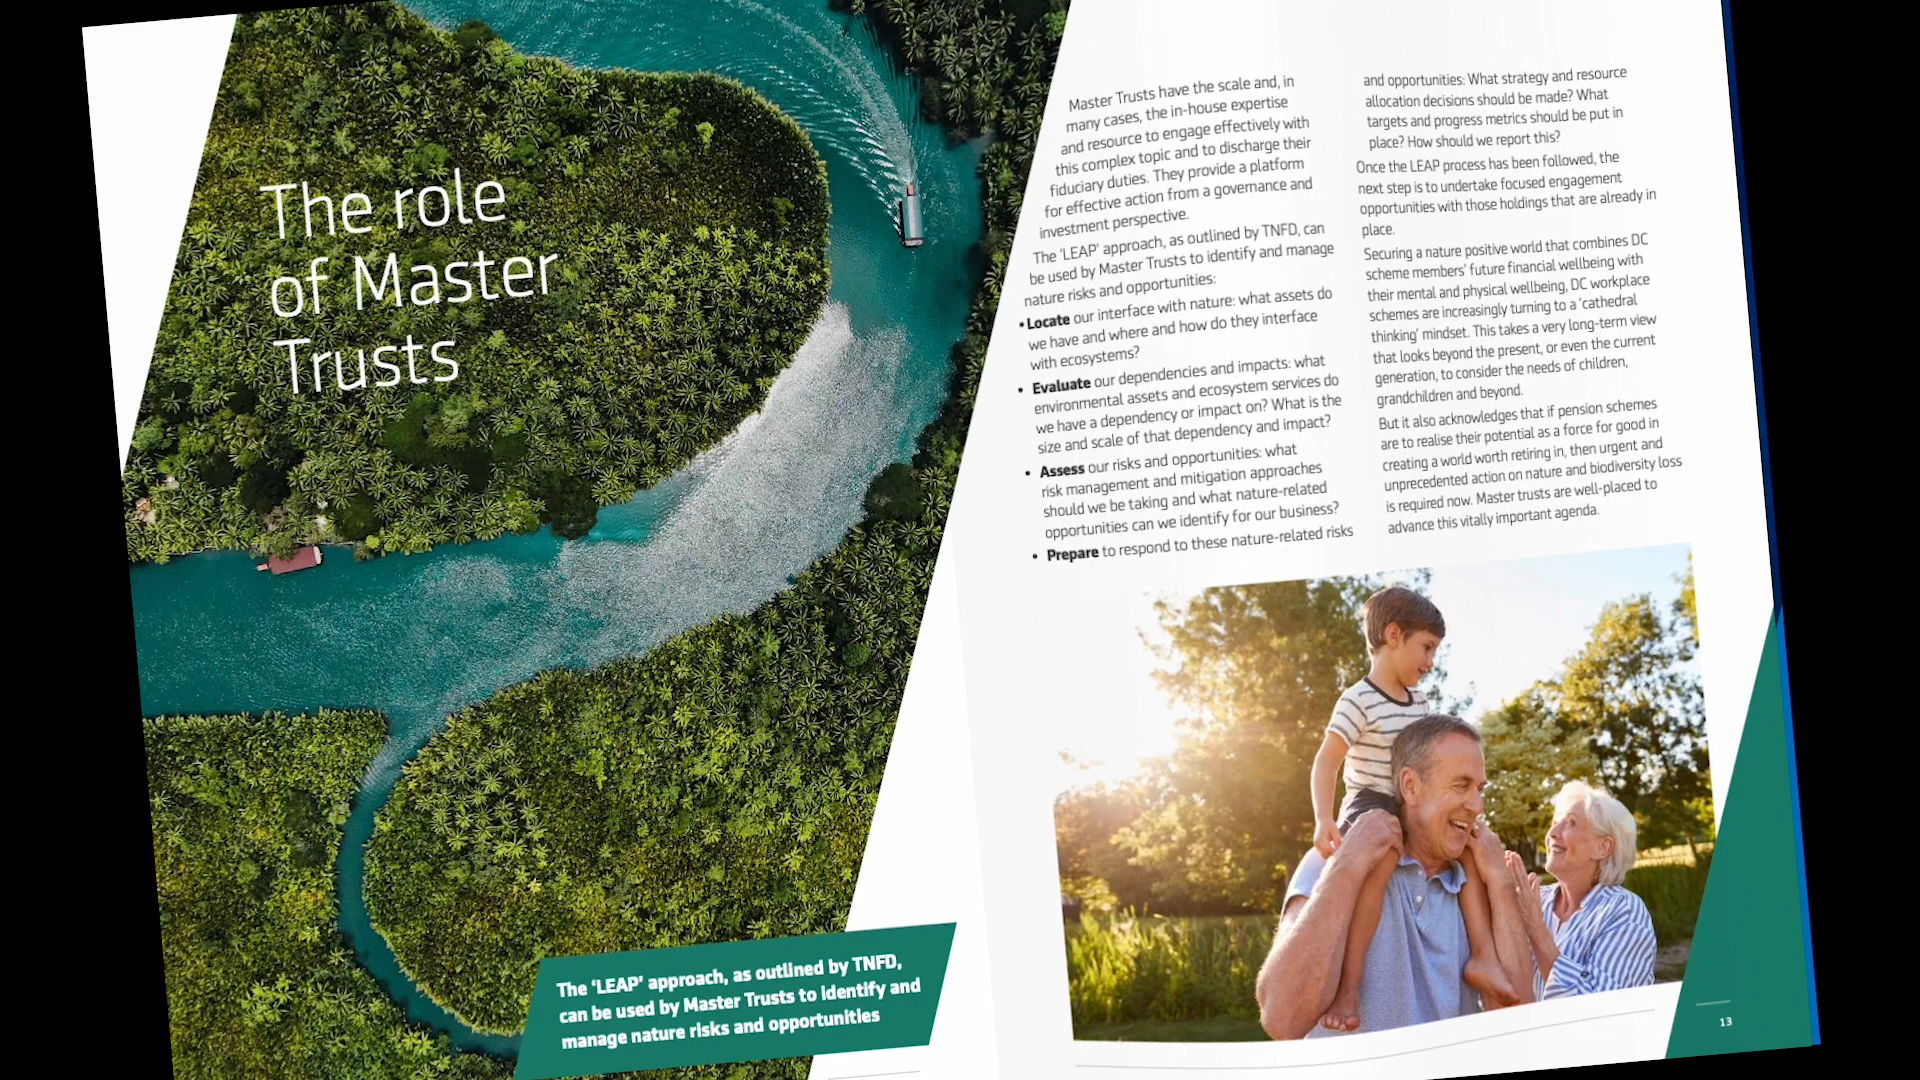 The role
of Master
Trusts
The ‘LEAP’ approach, as outlined by TNFD,
can be used by Master Trusts to identify and
manage nature risks and opportunities
Master Trusts have the scale and, in
many cases, the in-house expertise
and resource to engage effectively with
this complex topic and to discharge their
fiduciary duties. They provide a platform
for effective action from a governance and
investment perspective.
The ‘LEAP’ approach, as outlined by TNFD, can
be used by Master Trusts to identify and manage
nature risks and opportunities:
• Locate our interface with nature: what assets do
we have and where and how do they interface
with ecosystems?
• Evaluate our dependencies and impacts: what
environmental assets and ecosystem services do
we have a dependency or impact on? What is the
size and scale of that dependency and impact?
• Assess our risks and opportunities: what
risk management and mitigation approaches
should we be taking and what nature-related
opportunities can we identify for our business?
• Prepare to respond to these nature-related risks
and opportunities: What strategy and resource
allocation decisions should be made? What
targets and progress metrics should be put in
place? How should we report this?
Once the LEAP process has been followed, the
next step is to undertake focused engagement
opportunities with those holdings that are already in
place.
Securing a nature positive world that combines DC
scheme members’ future financial wellbeing with
their mental and physical wellbeing, DC workplace
schemes are increasingly turning to a ‘cathedral
thinking’ mindset. This takes a very long-term view
that looks beyond the present, or even the current
generation, to consider the needs of children,
grandchildren and beyond.
But it also acknowledges that if pension schemes
are to realise their potential as a force for good in
creating a world worth retiring in, then urgent and
unprecedented action on nature and biodiversity loss
is required now. Master trusts are well-placed to
advance this vitally important agenda.
13